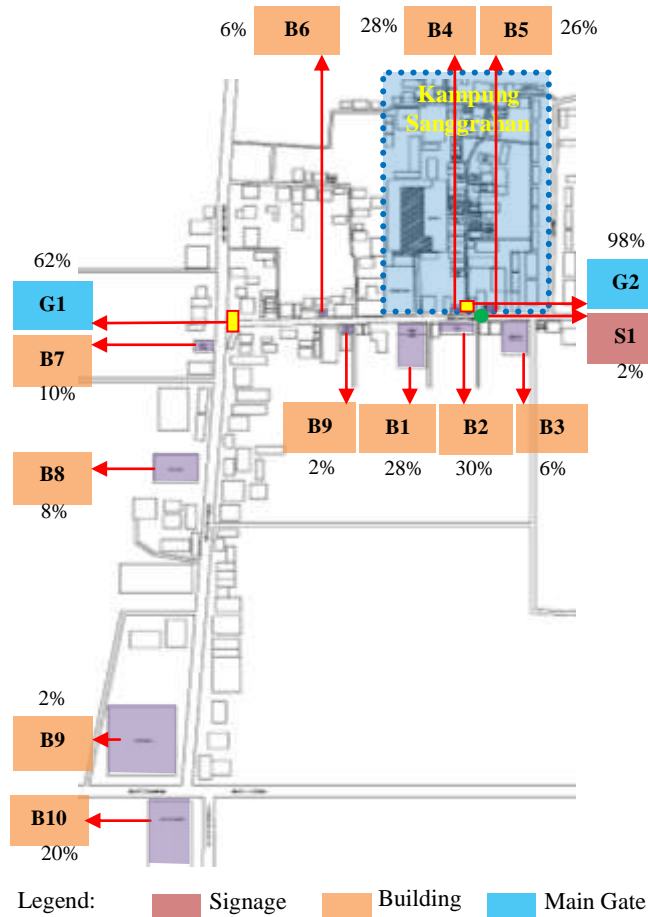 6% B6 28% B4 B5 26%
Kampung
Sanggrahan
62% 98%
G1 G2
B7 S1
10% 2%
B9 B1 B2 B3
2% 28% 30% 6%
B8
8%
2%
B9
B10
20%
Legend: Signage Building Main Gate